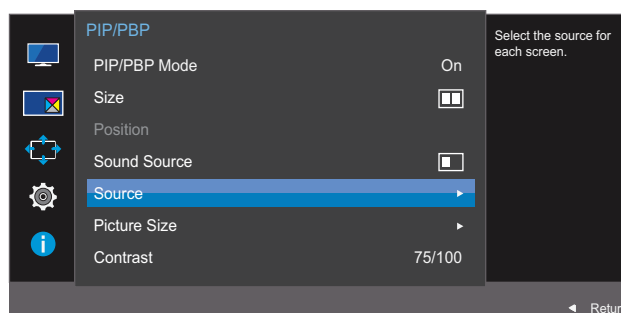 PIP/PBP
PIP/PBP Mode On
Size
Position
Sound Source
Source
Picture Size
Contrast 75/100
Select the source for
each screen.
Retur